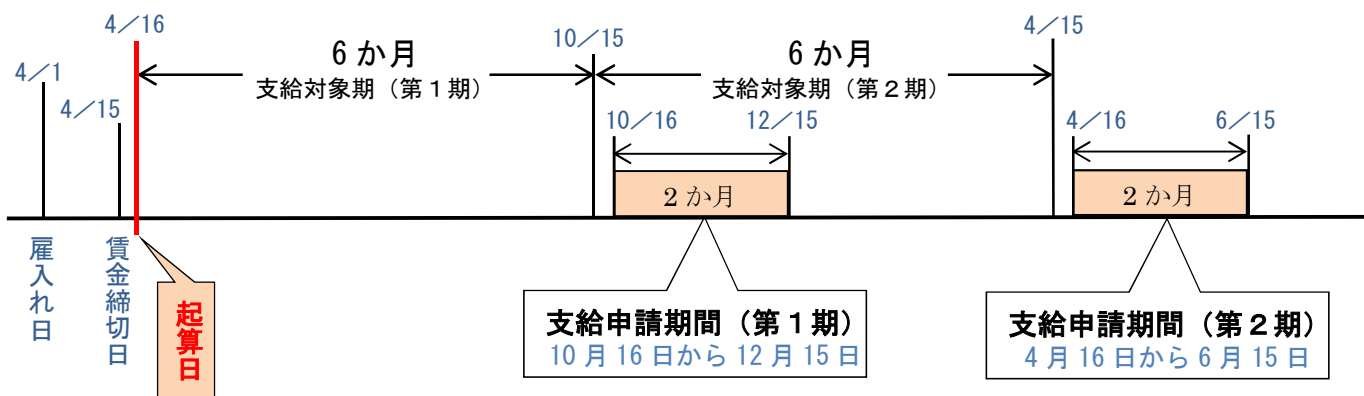 4／16
4／1
4／15
6か月
支給対象期（第１期）
10／15
6か月
支給対象期（第２期）
4／15
10／16
12／15
2か月
4／16
6／15
2か月
雇入れ日
賃金締切日
起算日
支給申請期間（第１期）
10月16日から12月15日
支給申請期間（第２期）
4月16日から6月15日